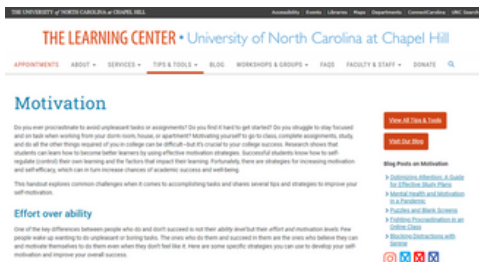 THE UNIVERSITY of NORTH CAROLINA at CHAPEL HILL
Accessibility Events Libraries Maps Departments ConnectCarolina UNC Search
THE LEARNING CENTER • University of North Carolina at Chapel Hill
APPOINTMENTS ABOUT SERVICES TIPS & TOOLS BLOG WORKSHOPS & GROUPS FAQS FACULTY & STAFF DONATE
Motivation
Do you ever procrastinate to avoid unpleasant tasks or assignments? Do you find it hard to get started? Do you struggle to stay focused
and on task when working from your dorm room, house, or apartment? Motivating yourself to go to class, complete assignments, study,
and do all the other things required of you in college can be difficult–but it's crucial to your college success. Research shows that
students can learn how to become better learners by using effective motivation strategies. Successful students know how to self-
regulate (control) their own learning and the factors that impact their learning. Fortunately, there are strategies for increasing motivation
and self-efficacy, which can in turn increase chances of academic success and well-being.
This handout explores common challenges when it comes to accomplishing tasks and shares several tips and strategies to improve your
self-motivation.
Effort over ability
One of the key differences between people who do and don't succeed is not their ability level but their effort and motivation levels. Few
people wake up wanting to do unpleasant or boring tasks. The ones who do them and succeed in them are the ones who believe they can
and motivate themselves to do them even when they don't feel like it. Here are some specific strategies you can use to develop your self-
motivation and improve your overall success.
View All Tips & Tools
Visit Our Blog
Blog Posts on Motivation
Optimizing Attention: A Guide
for Effective Study Plans
Mental Health and Motivation
in a Pandemic
Puzzles and Blank Screens
Fighting Procrastination in an
Online Class
Blocking Distractions with
Serene